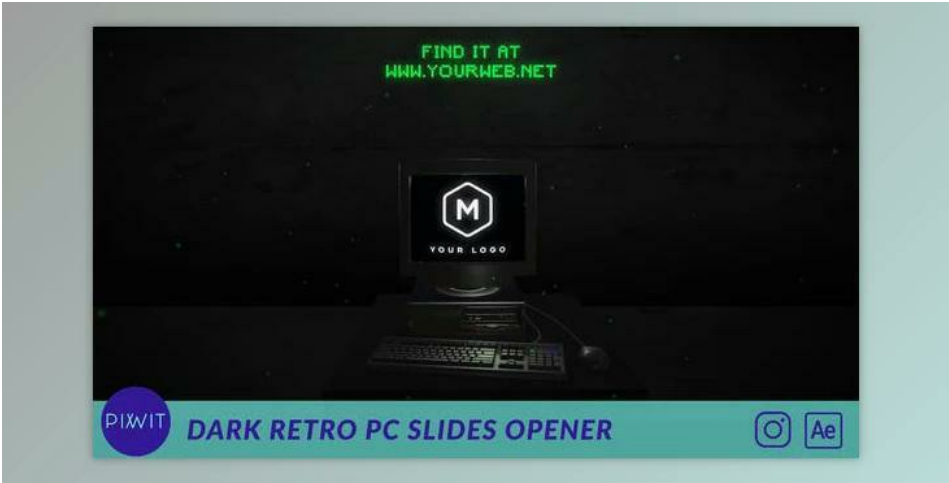 FIND IT AT
WWW.YOURWEB.NET
M
YOUR LOGO
PIXWIT
DARK RETRO PC SLIDES OPENER
Ae